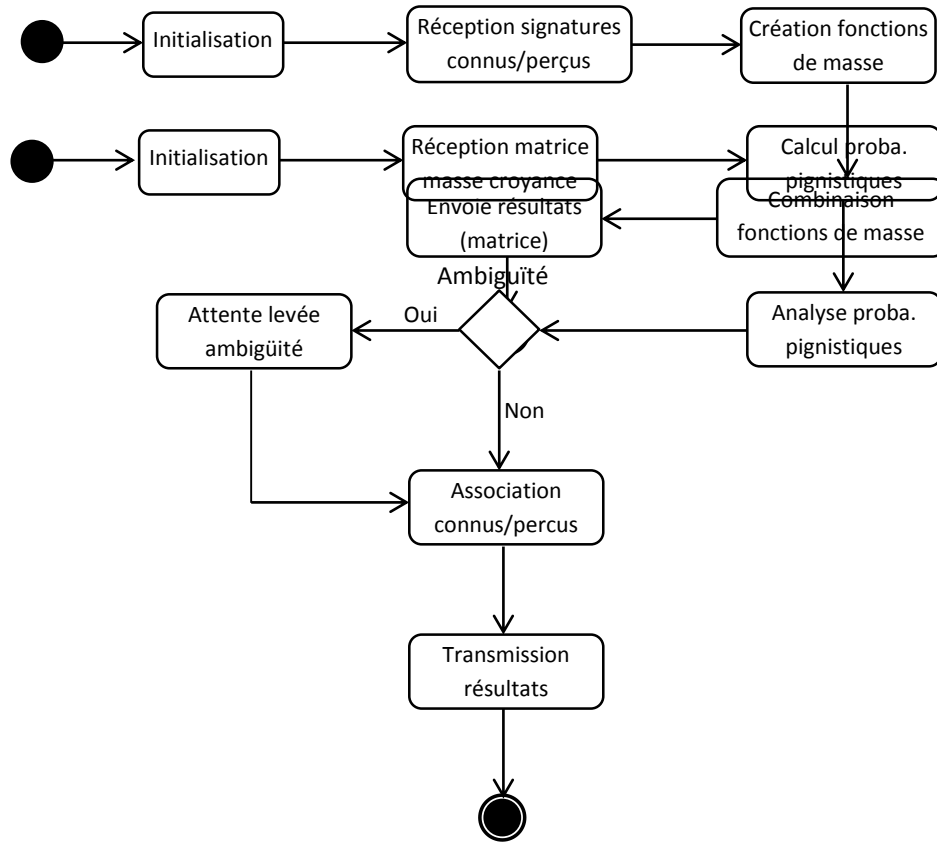 Initialisation
Réception signatures
connus/perçus
Création fonctions
de masse
Initialisation
Réception matrice
masse croyance
Calcul proba.
pignistiques
Envoie résultats
(matrice)
Combinaison
fonctions de masse
Ambiguïté
Attente levée
ambigüité
Oui
Analyse proba.
pignistiques
Non
Association
connus/percus
Transmission
résultats